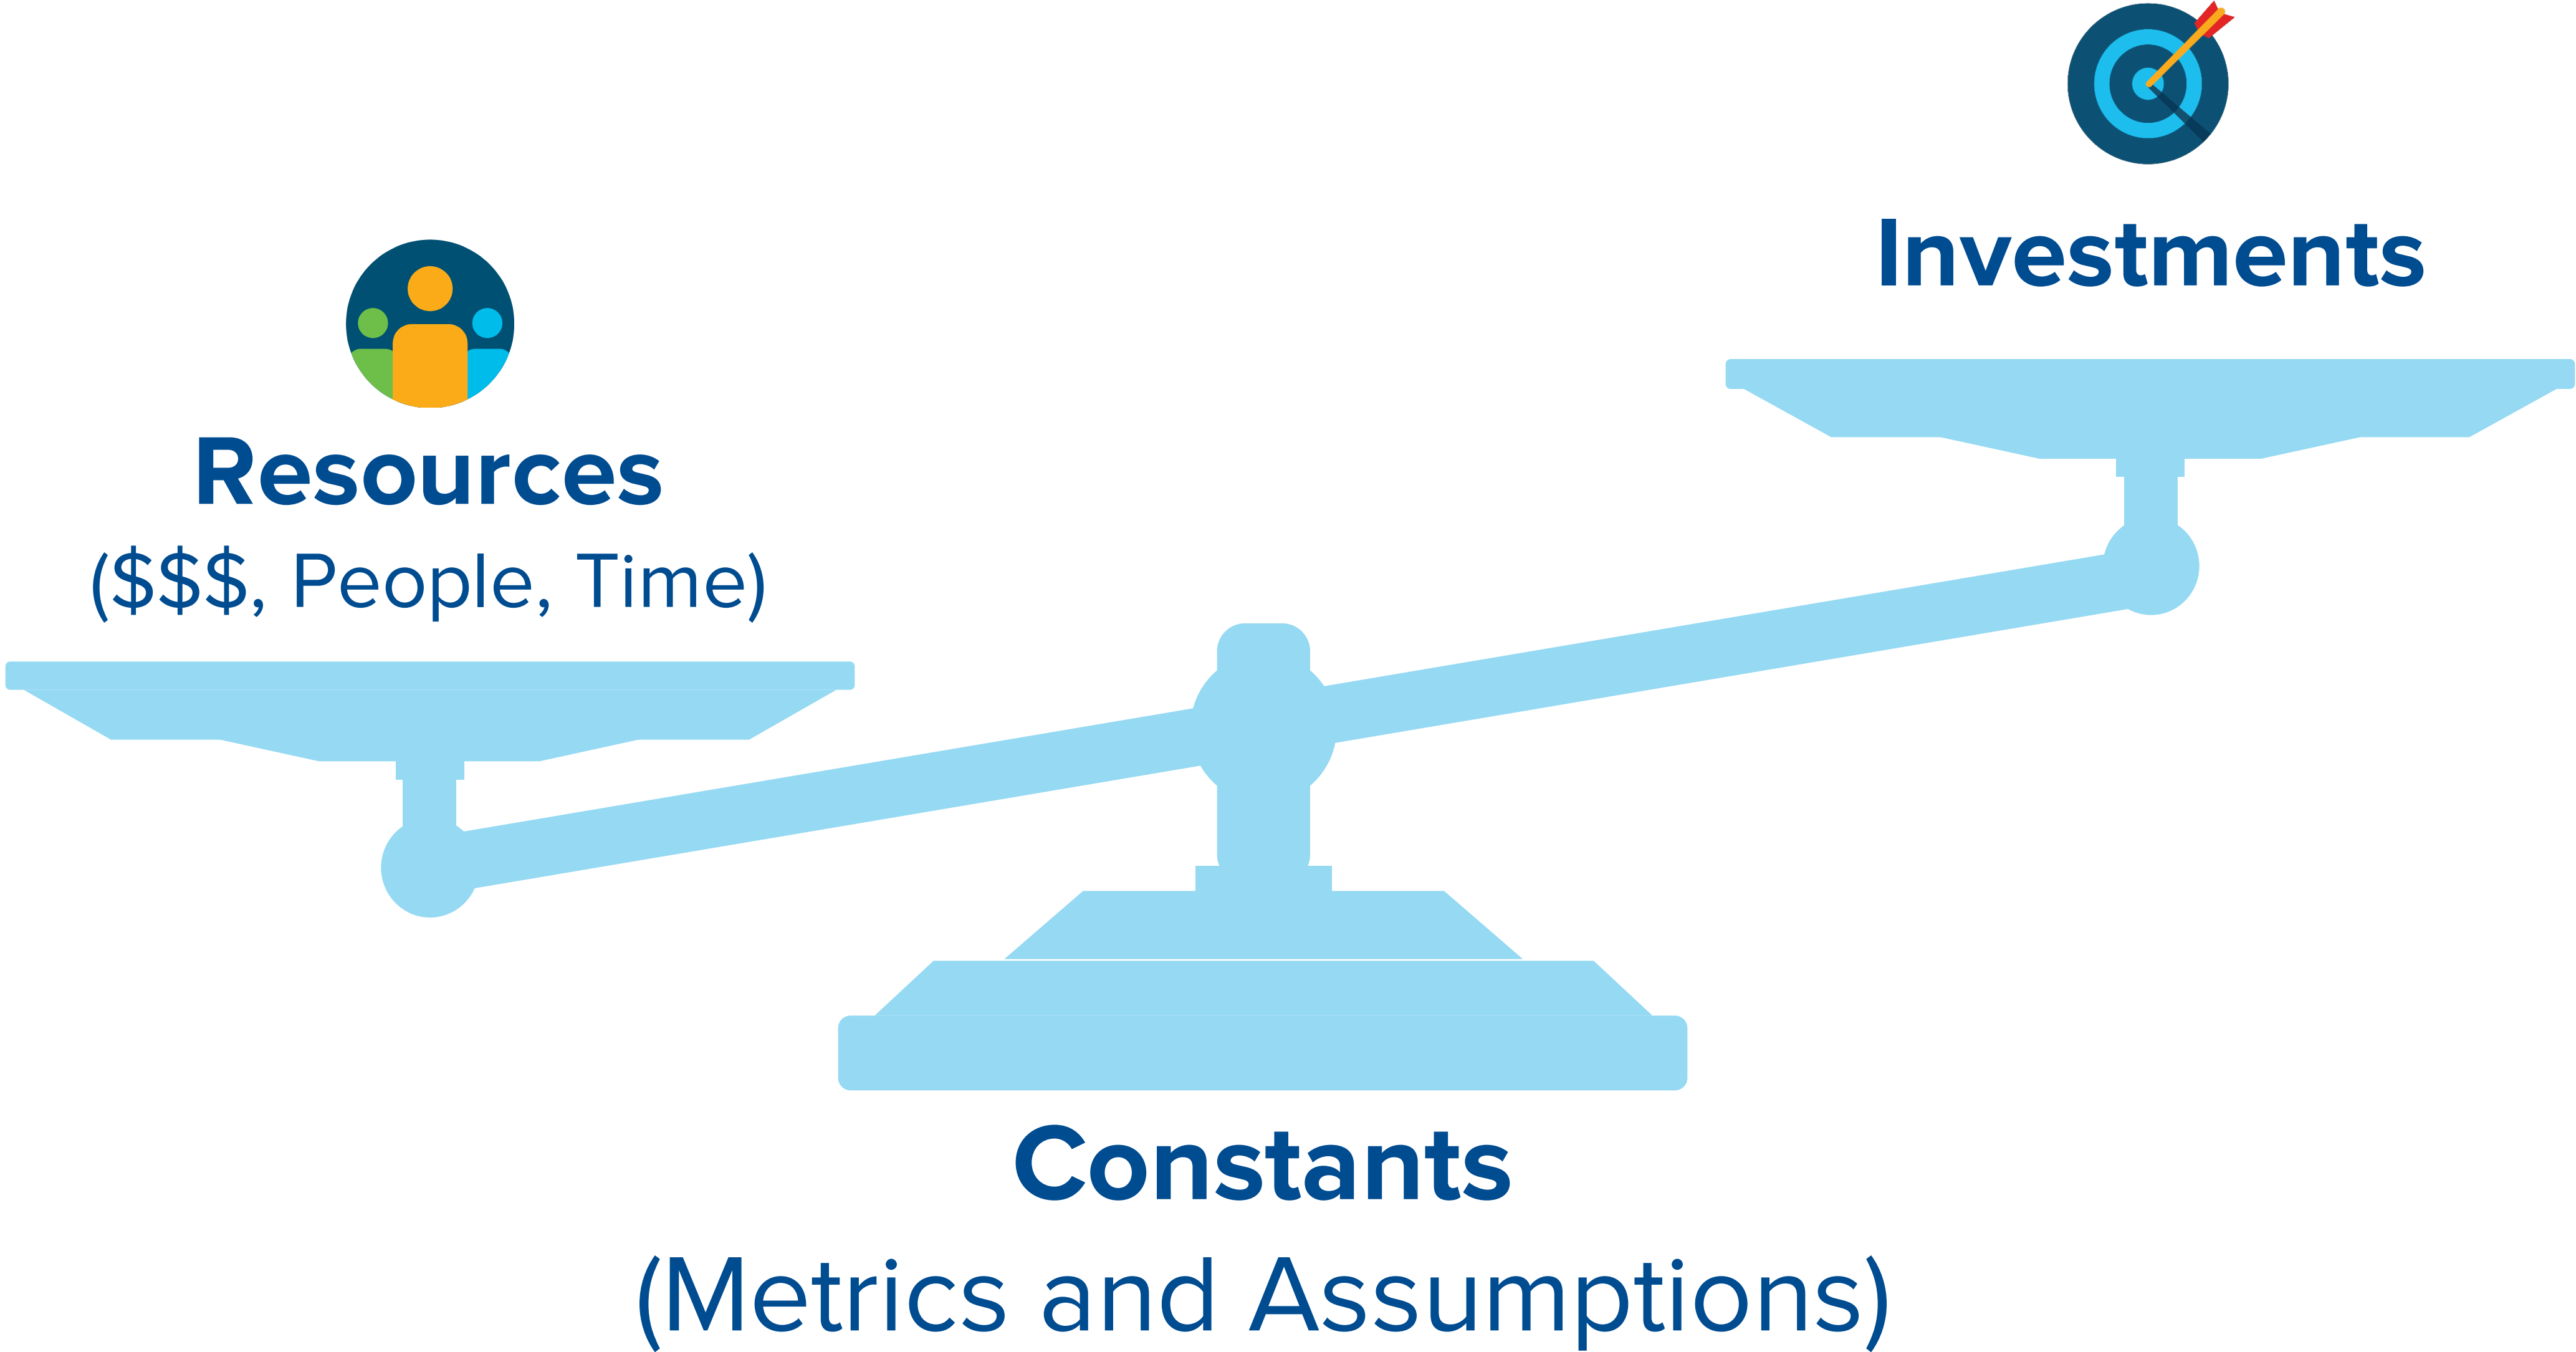 Investments
Resources
($$$, People, Time)
Constants
(Metrics and Assumptions)